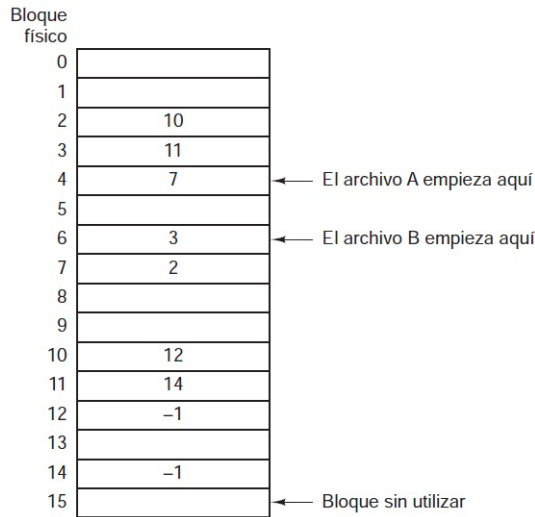 Bloque
físico
0
1
2 10
3 11
4 7 El archivo A empieza aquí
5
6 3 El archivo B empieza aquí
7 2
8
9
10 12
11 14
12 –1
13
14 –1
15 Bloque sin utilizar